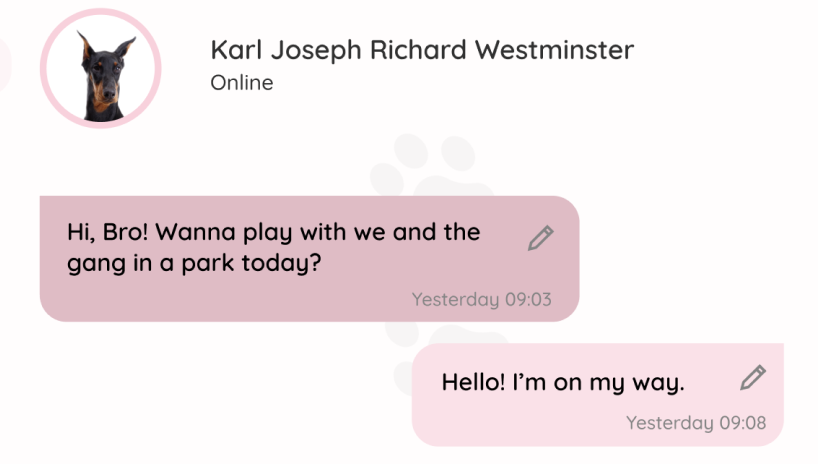 Karl Joseph Richard Westminster
Online
Hi, Bro! Wanna play with we and the
gang in a park today?
Yesterday 09:03
Hello! I’m on my way.
Yesterday 09:08